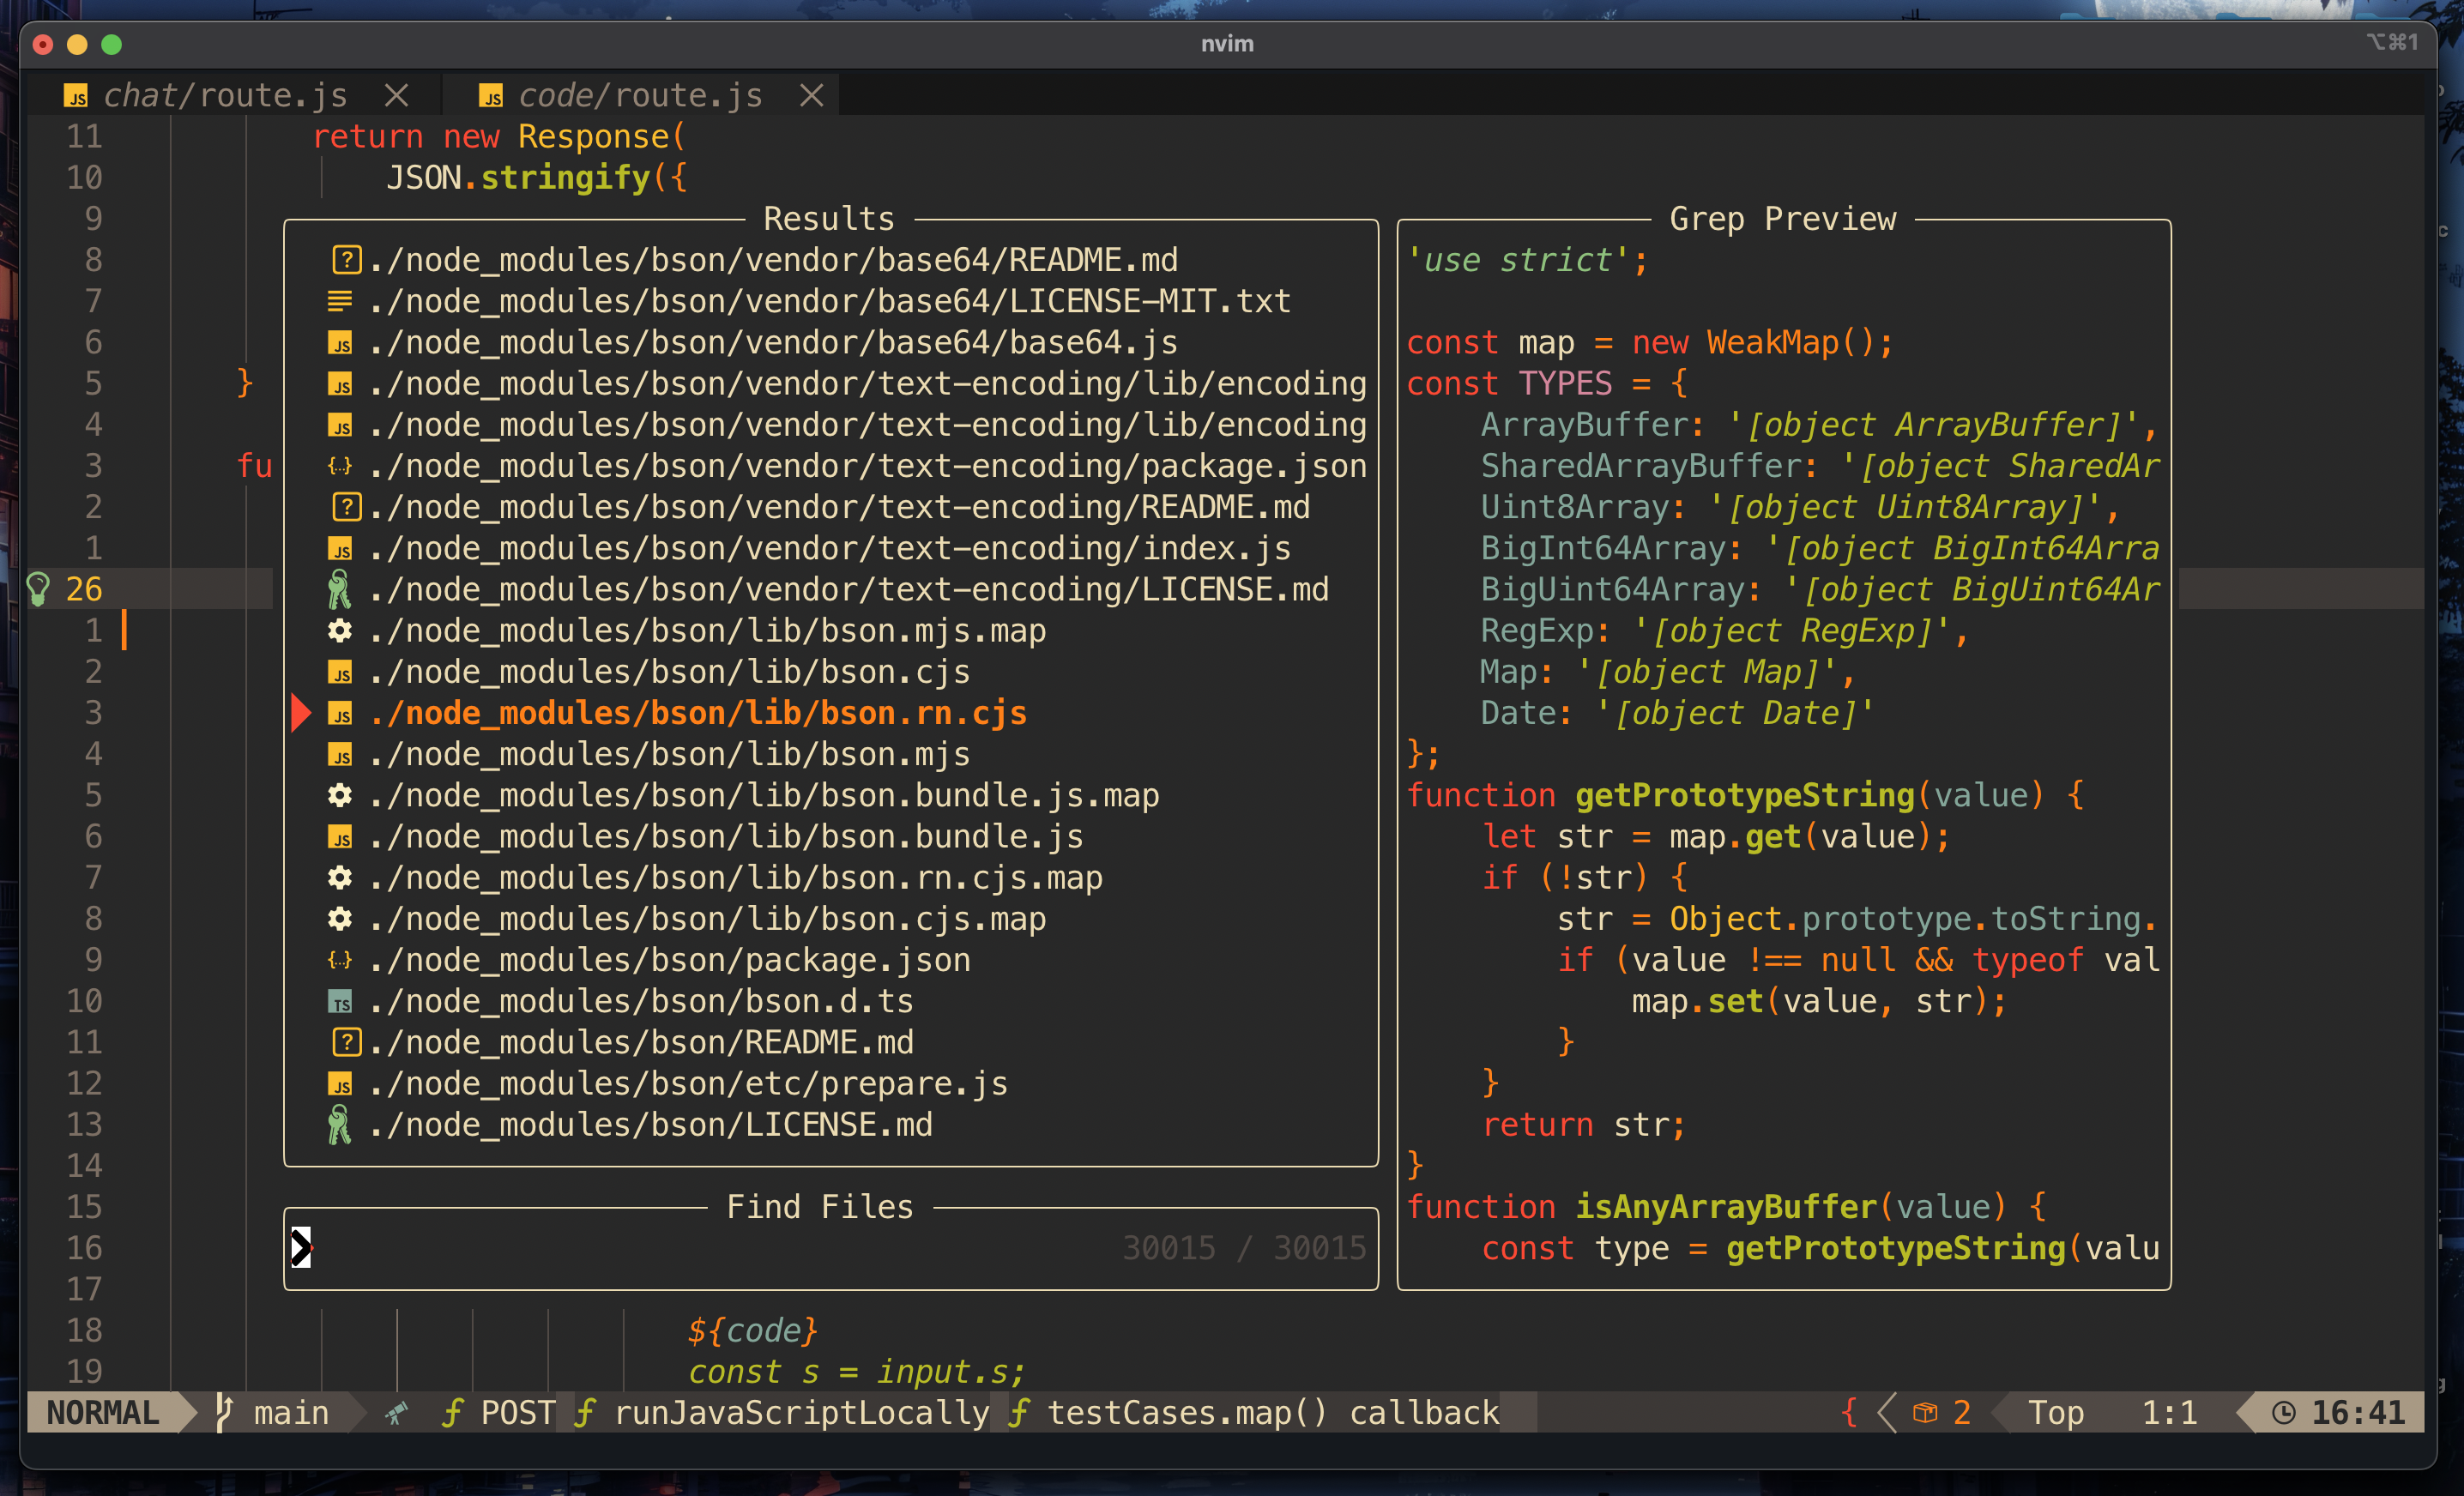 nvim
⌥⌘1
JS chat/route.js
JS code/route.js
11 return new Response(
10 JSON.stringify({
9
8
7
6
5 }
4
3 fu
2
1
26
1
2
3
4
5
6
7
8
9
10
11
12
13
14
15
16
17
18 ${code}
19 const s = input.s;
Results
./node_modules/bson/vendor/base64/README.md
./node_modules/bson/vendor/base64/LICENSE-MIT.txt
JS ./node_modules/bson/vendor/base64/base64.js
JS ./node_modules/bson/vendor/text-encoding/lib/encoding
JS ./node_modules/bson/vendor/text-encoding/lib/encoding
{..} ./node_modules/bson/vendor/text-encoding/package.json
./node_modules/bson/vendor/text-encoding/README.md
JS ./node_modules/bson/vendor/text-encoding/index.js
./node_modules/bson/vendor/text-encoding/LICENSE.md
./node_modules/bson/lib/bson.mjs.map
JS ./node_modules/bson/lib/bson.cjs
JS ./node_modules/bson/lib/bson.rn.cjs
JS ./node_modules/bson/lib/bson.mjs
./node_modules/bson/lib/bson.bundle.js.map
JS ./node_modules/bson/lib/bson.bundle.js
./node_modules/bson/lib/bson.rn.cjs.map
./node_modules/bson/lib/bson.cjs.map
{..} ./node_modules/bson/package.json
TS ./node_modules/bson/bson.d.ts
./node_modules/bson/README.md
JS ./node_modules/bson/etc/prepare.js
./node_modules/bson/LICENSE.md
Find Files
> 30015 / 30015
Grep Preview
'use strict';
const map = new WeakMap();
const TYPES = {
ArrayBuffer: '[object ArrayBuffer]',
SharedArrayBuffer: '[object SharedAr
Uint8Array: '[object Uint8Array]',
BigInt64Array: '[object BigInt64Arra
BigUint64Array: '[object BigUint64Ar
RegExp: '[object RegExp]',
Map: '[object Map]',
Date: '[object Date]'
};
function getPrototypeString(value) {
let str = map.get(value);
if (!str) {
str = Object.prototype.toString.
if (value !== null && typeof val
map.set(value, str);
}
}
return str;
}
function isAnyArrayBuffer(value) {
const type = getPrototypeString(valu
NORMAL main ƒ POST ƒ runJavaScriptLocally ƒ testCases.map() callback { 2 Top 1:1 16:41